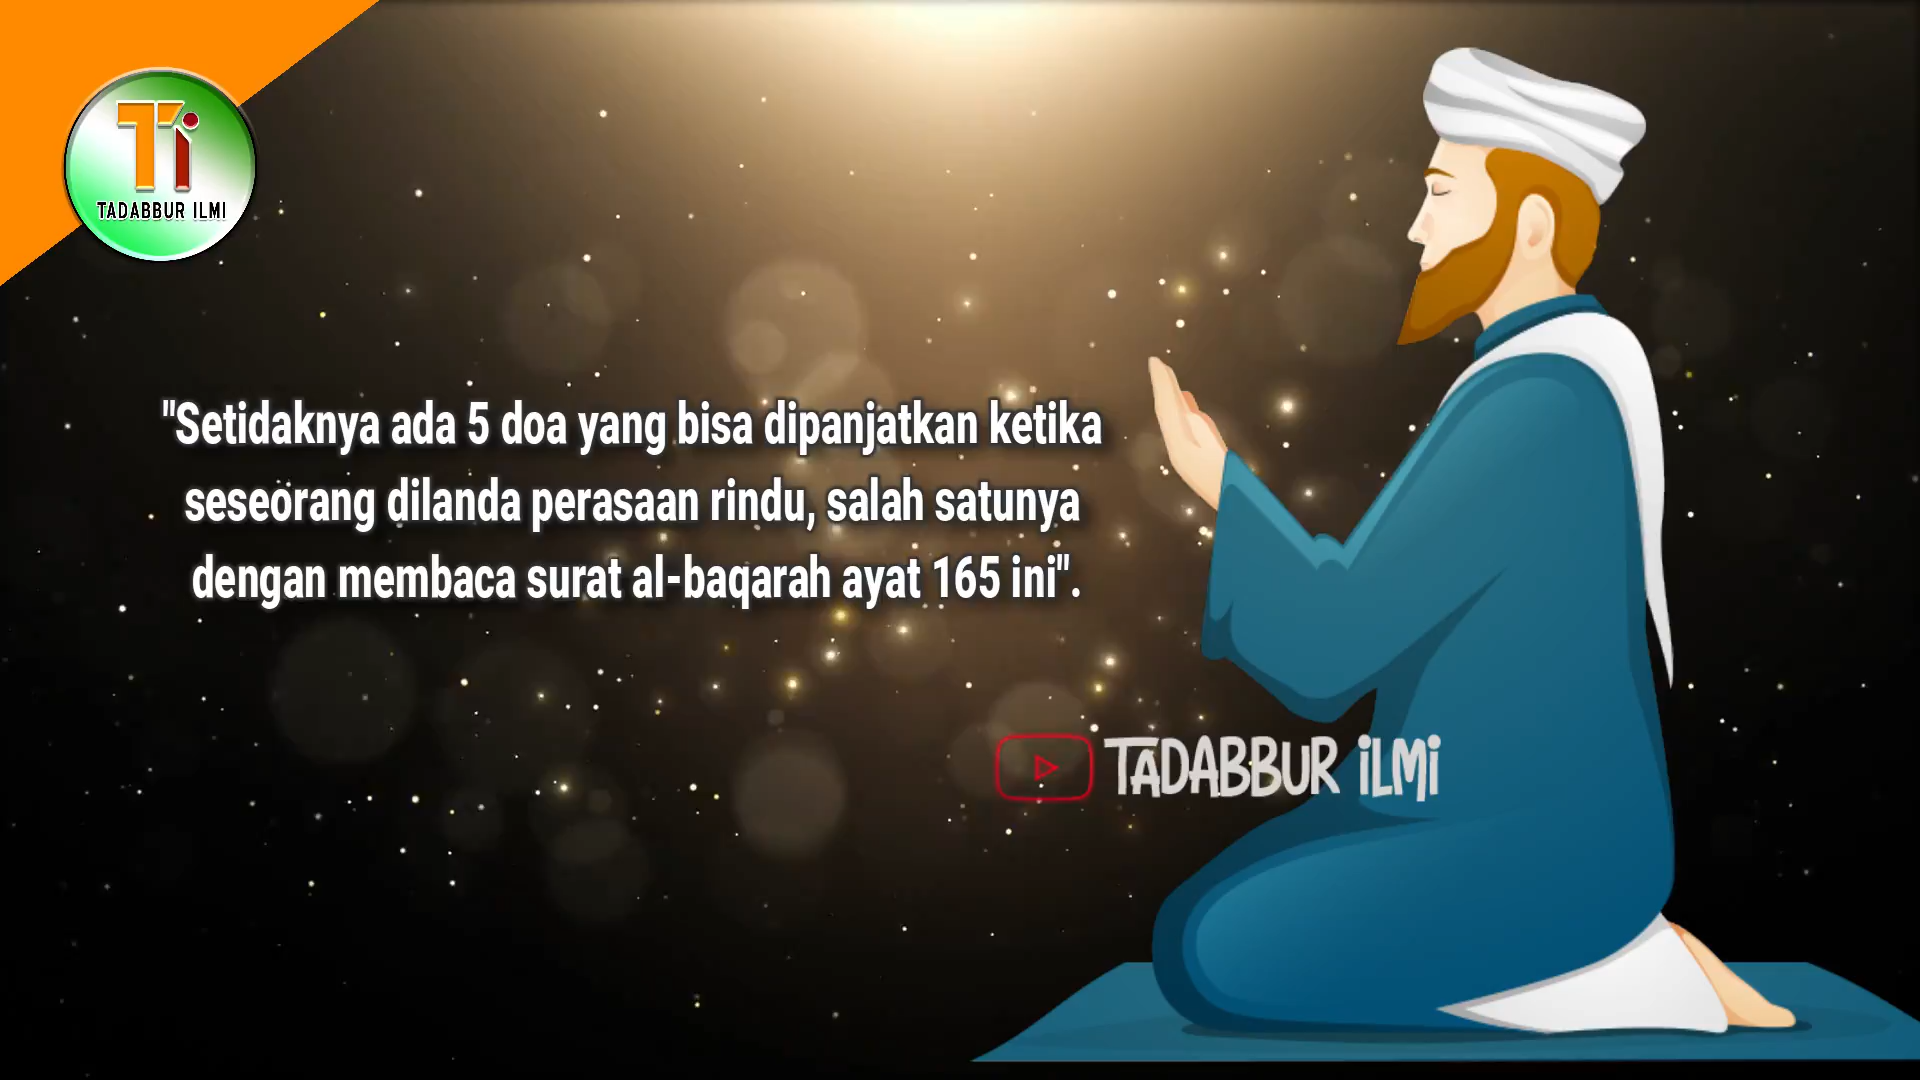 Ti
TADABBUR ILMI
"Setidaknya ada 5 doa yang bisa dipanjatkan ketika
seseorang dilanda perasaan rindu, salah satunya
dengan membaca surat al-baqarah ayat 165 ini".
TADABBUR iLMi